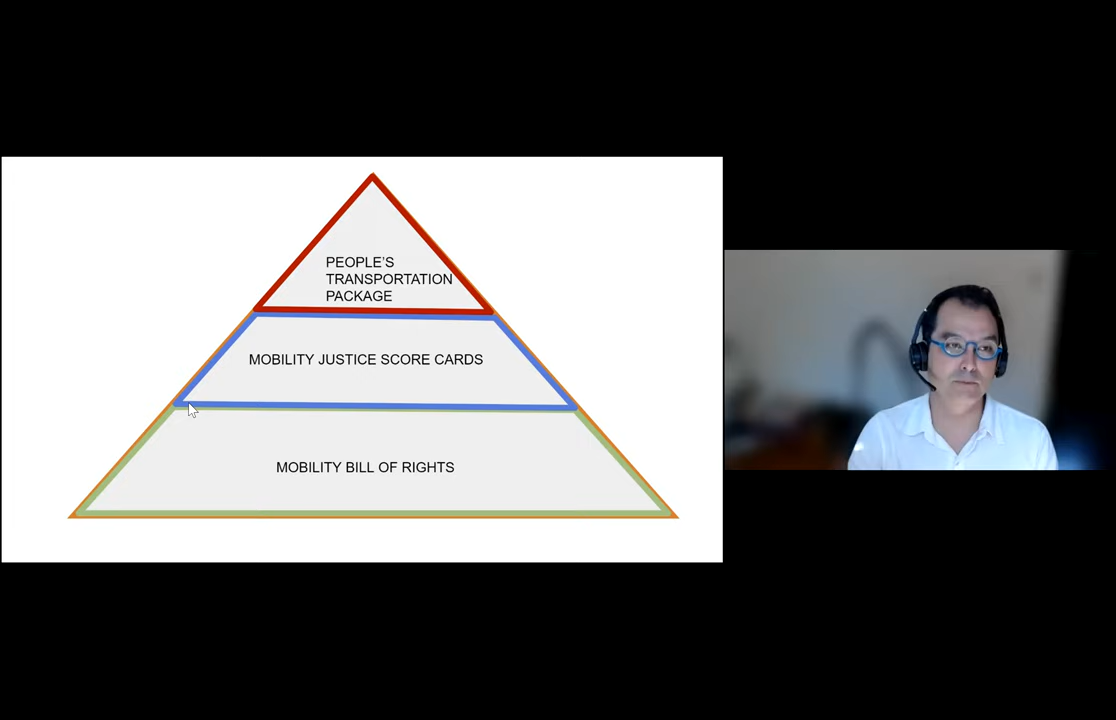 PEOPLE'S
TRANSPORTATION
PACKAGE
MOBILITY JUSTICE SCORE CARDS
MOBILITY BILL OF RIGHTS